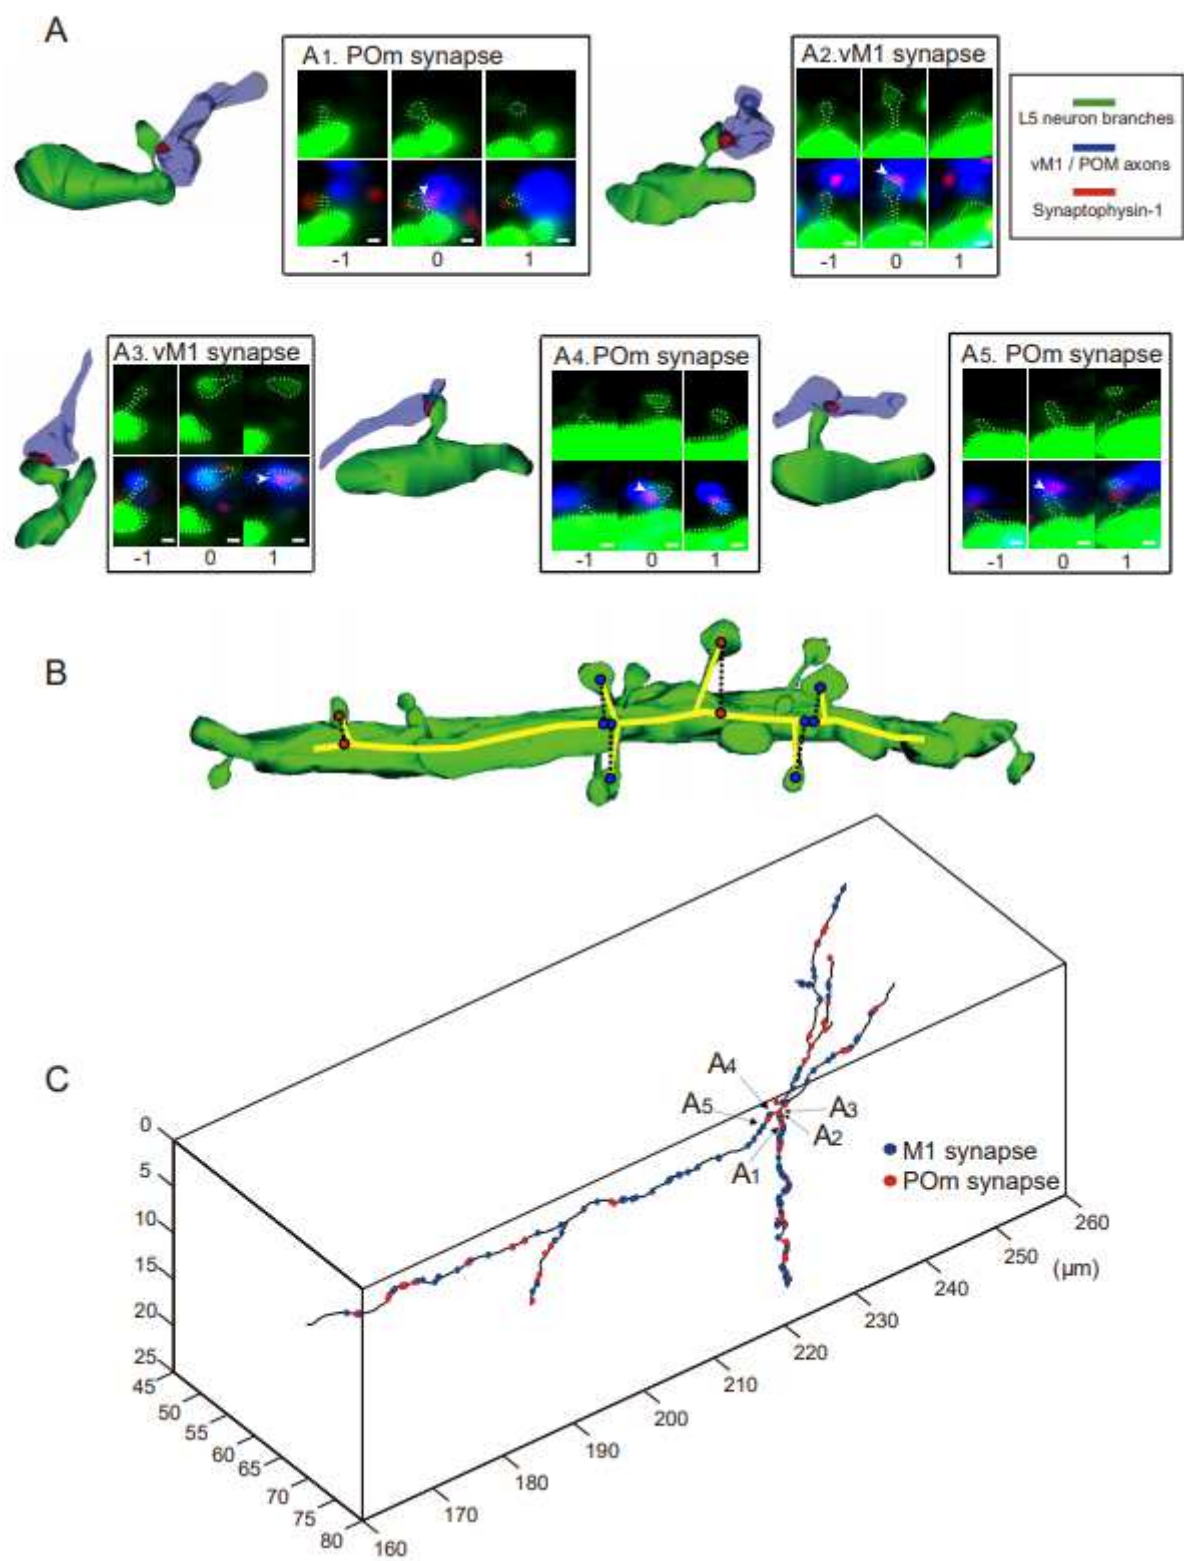 A
A1. POm synapse
-1 0 1
A2.vM1 synapse
-1 0 1
L5 neuron branches
vM1 / POM axons
Synaptophysin-1
A3. vM1 synapse
-1 0 1
A4. POm synapse
-1 0 1
A5. POm synapse
-1 0 1
B
C
A4
A5
A3
A2
A1
M1 synapse
POm synapse
0
5
10
15
20
25
45
50
55
60
65
70
75
80
160
170
180
190
200
210
220
230
240
250
260
(µm)